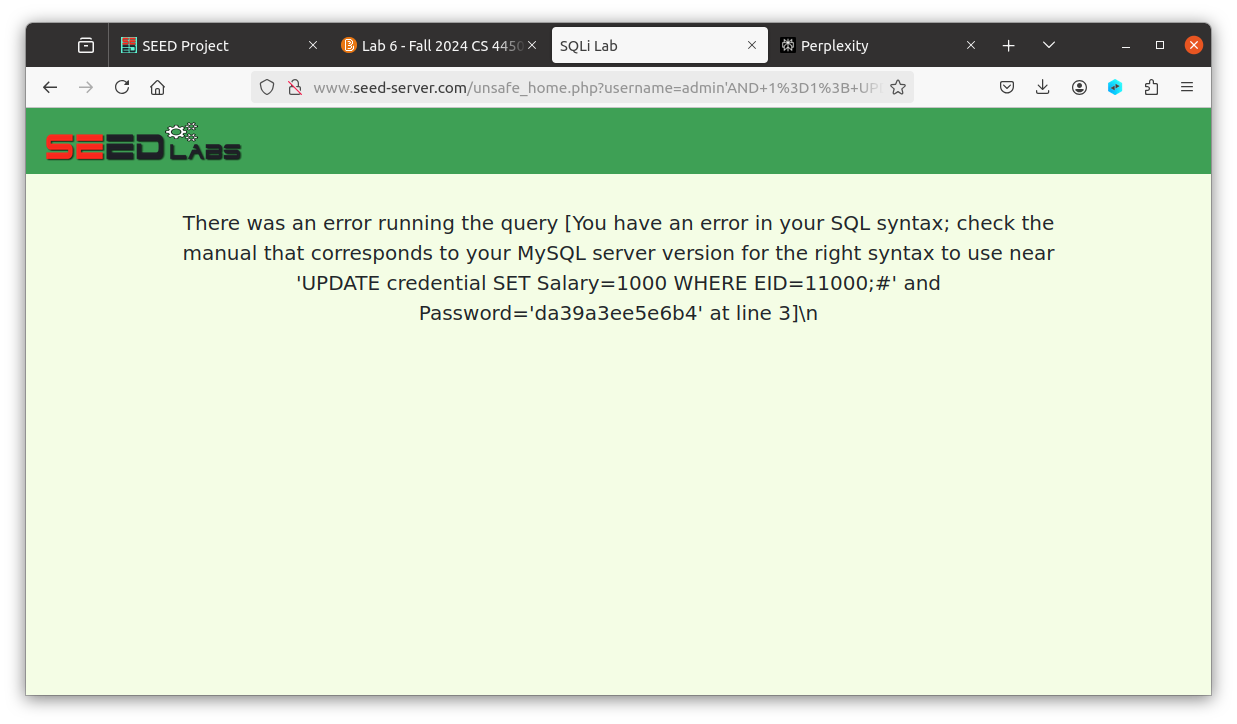 SEED Project
Lab 6 - Fall 2024 CS 4450
SQLi Lab
Perplexity
www.seed-server.com/unsafe_home.php?username=admin'AND+1%3D1%3B+UPD
SEED LABS
There was an error running the query [You have an error in your SQL syntax; check the
manual that corresponds to your MySQL server version for the right syntax to use near
'UPDATE credential SET Salary=1000 WHERE EID=11000;#' and
Password='da39a3ee5e6b4' at line 3]\n